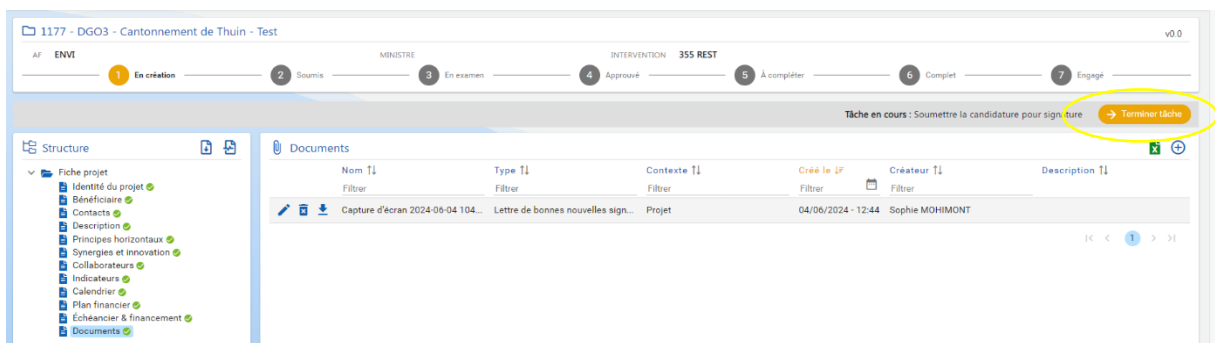 1177 - DGO3 - Cantonnement de Thuin - Test
v0.0
AF ENVI MINISTRE INTERVENTION 355 REST
1 En création 2 Soumis 3 En examen 4 Approuvé 5 À compléter 6 Complet 7 Engagé
Tâche en cours : Soumettre la candidature pour signature → Terminer tâche
Structure
Documents
Fiche projet
Identité du projet
Bénéficiaire
Contacts
Description
Principes horizontaux
Synergies et innovation
Collaborateurs
Indicateurs
Calendrier
Plan financier
Échéancier & financement
Documents
Nom Type Contexte Créé le Créateur Description
Filtrer Filtrer Filtrer Filtrer Filtrer
Capture d'écran 2024-06-04 104... Lettre de bonnes nouvelles sign... Projet 04/06/2024 - 12:44 Sophie MOHIMONT
|< < 1 > >|